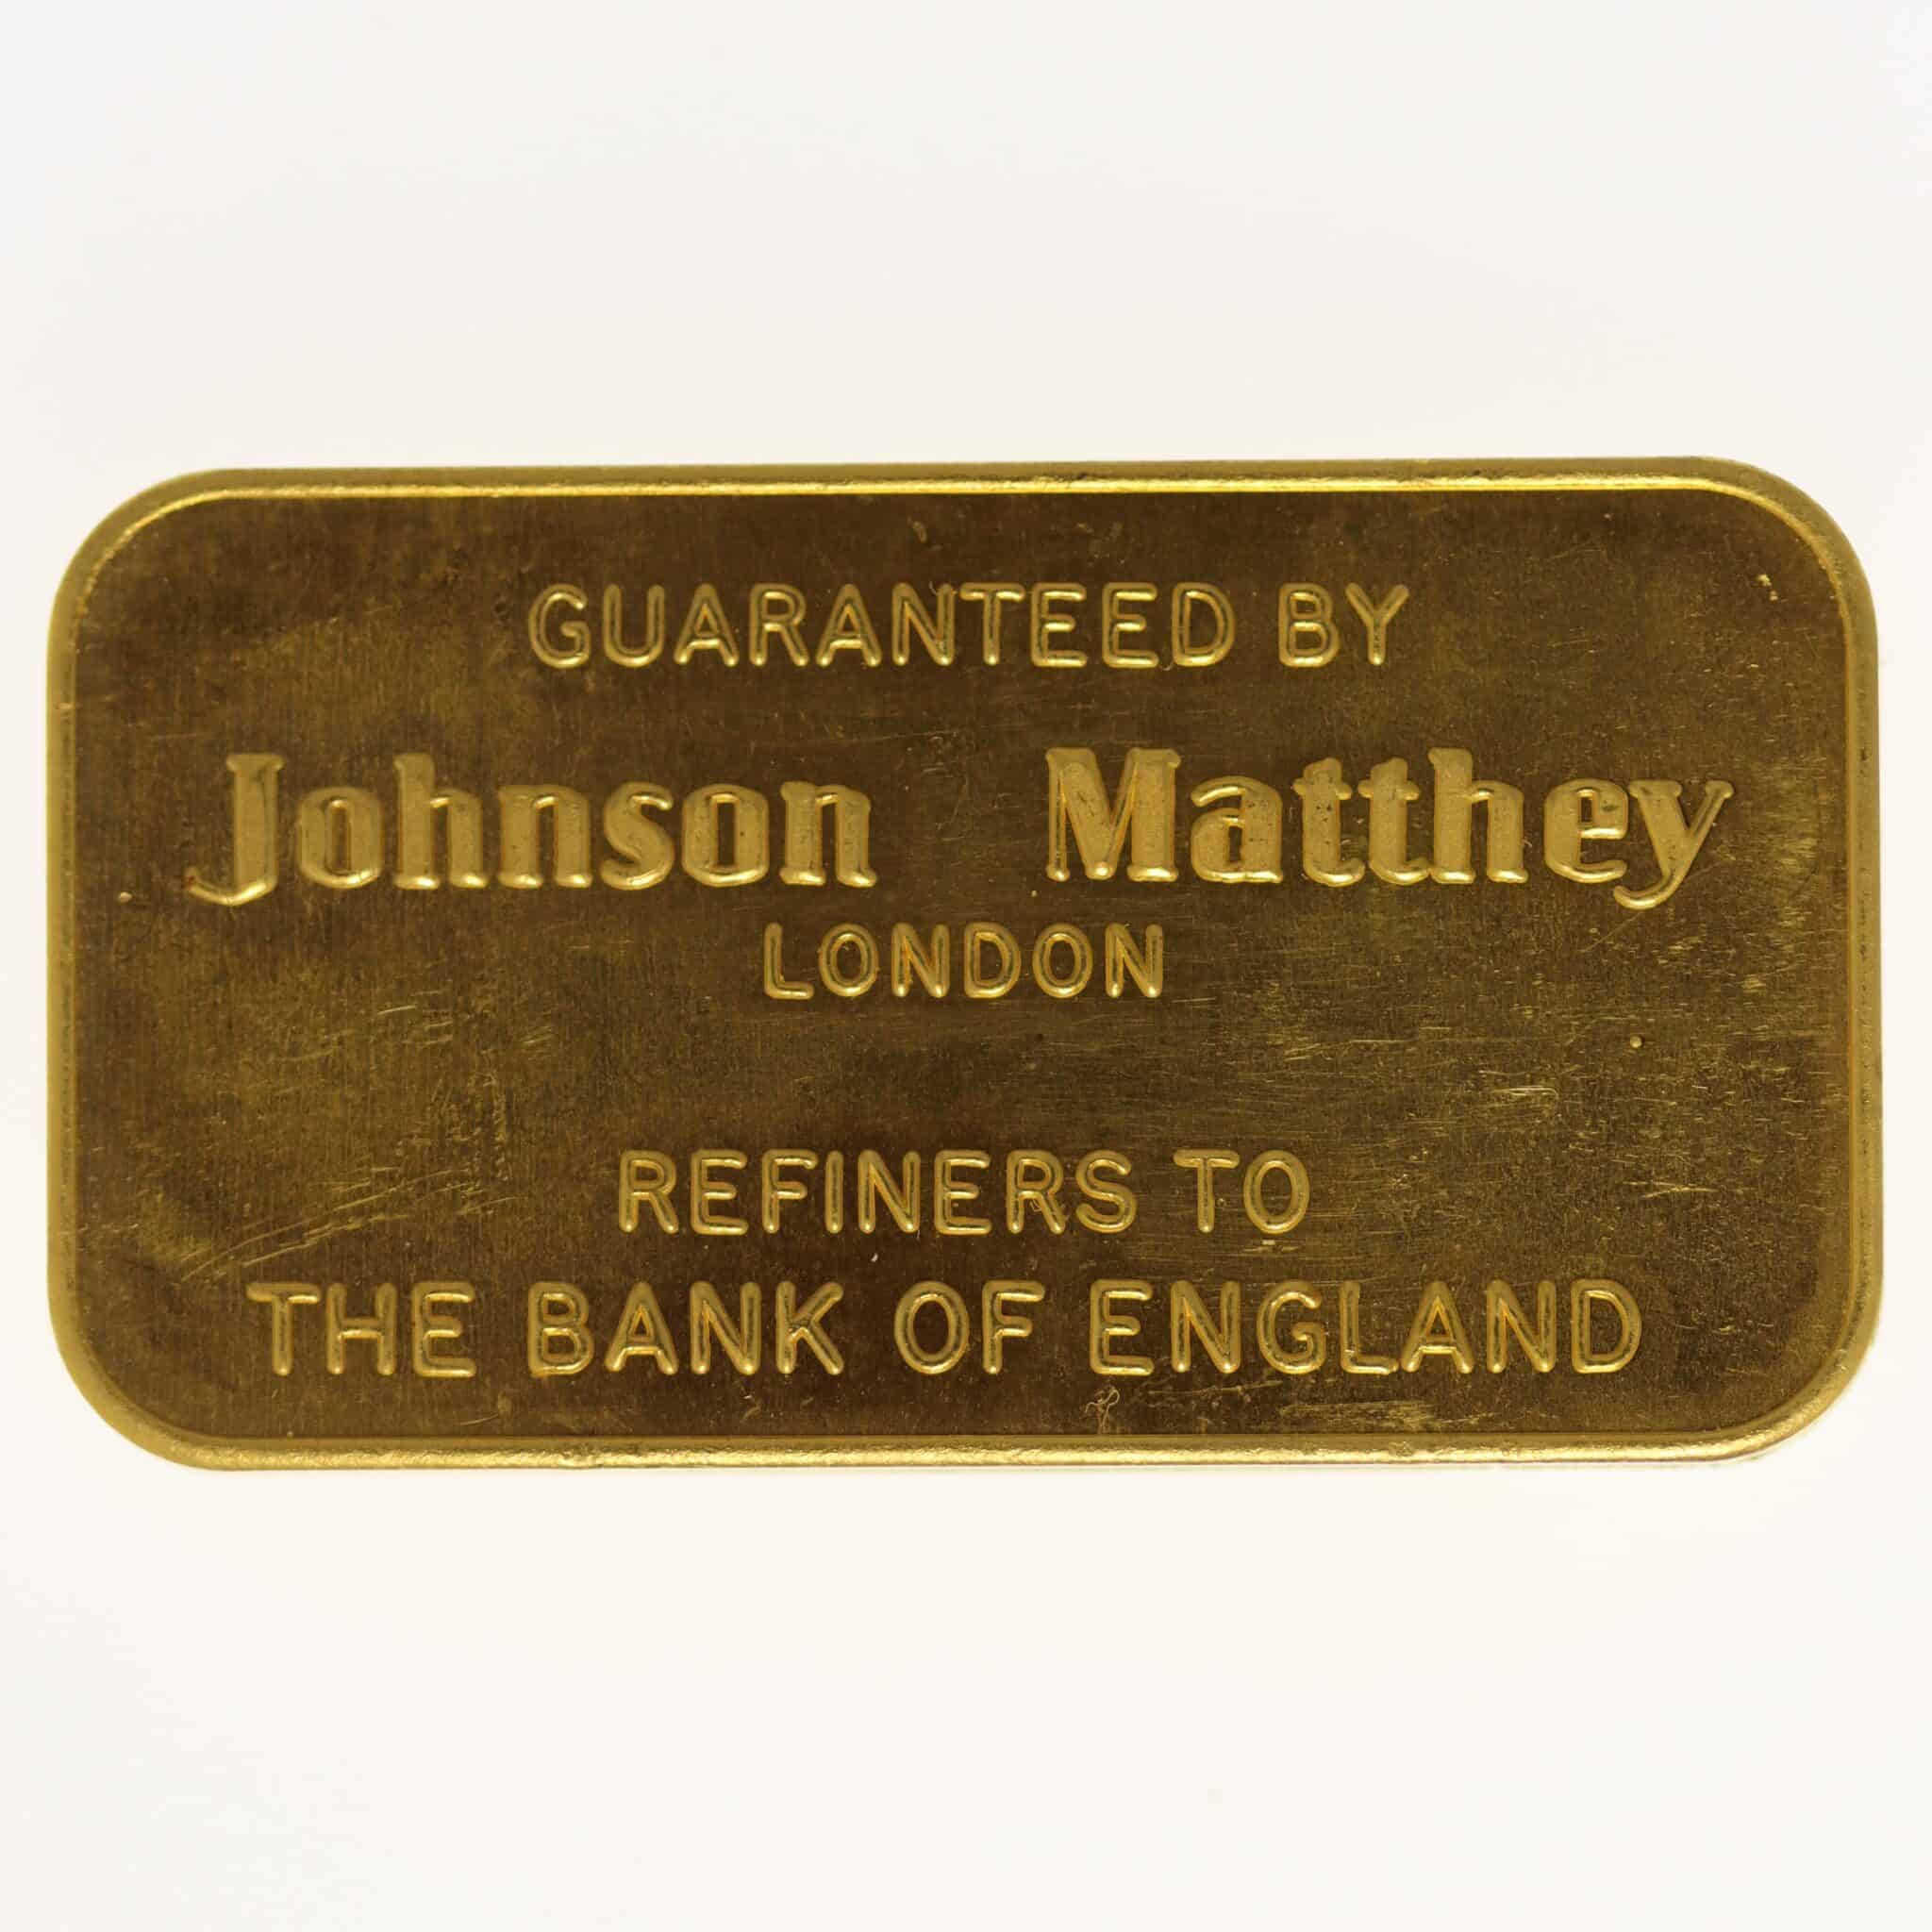 GUARANTEED BY
Johnson Matthey
LONDON
REFINERS TO
THE BANK OF ENGLAND